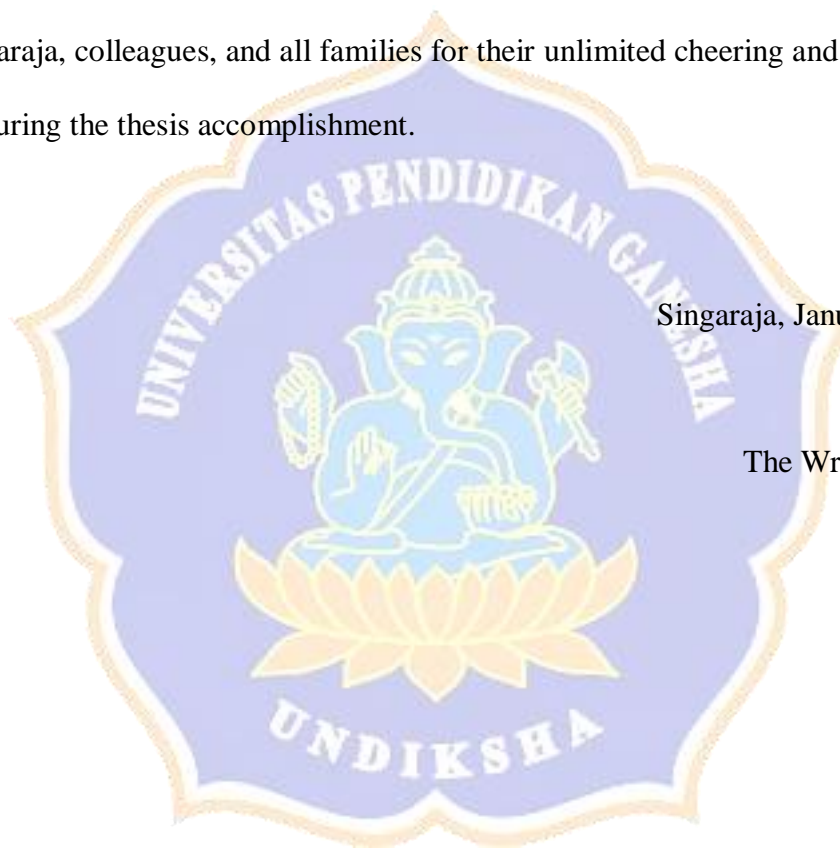 araja, colleagues, and all families for their unlimited cheering and
uring the thesis accomplishment.
UNIVERSITAS PENDIDIKAN GANESHA
Singaraja, Janu
The Wr
UNDIKSHA